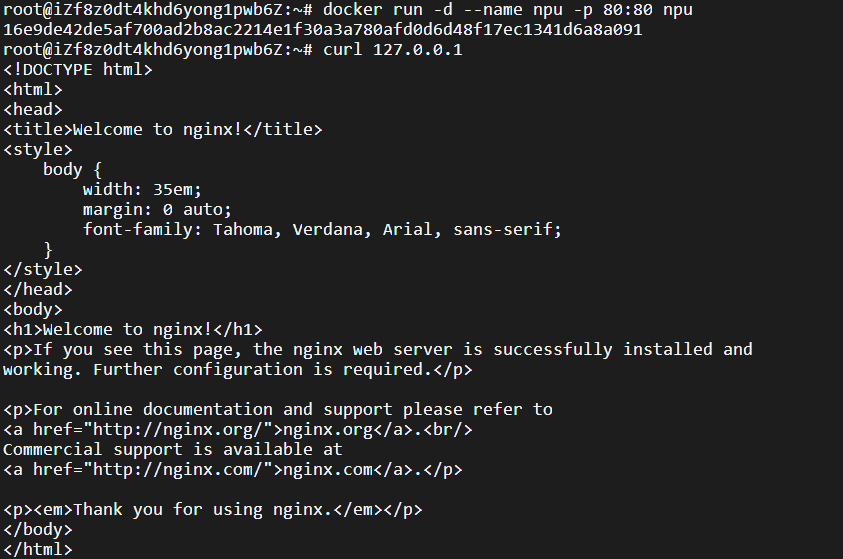 root@iZf8z0dt4khd6yong1pwb6Z:~# docker run -d --name npu -p 80:80 npu
16e9de42de5af700ad2b8ac2214e1f30a3a780afd0d6d48f17ec1341d6a8a091
root@iZf8z0dt4khd6yong1pwb6Z:~# curl 127.0.0.1
<!DOCTYPE html>
<html>
<head>
<title>Welcome to nginx!</title>
<style>
    body {
        width: 35em;
        margin: 0 auto;
        font-family: Tahoma, Verdana, Arial, sans-serif;
    }
</style>
</head>
<body>
<h1>Welcome to nginx!</h1>
<p>If you see this page, the nginx web server is successfully installed and
working. Further configuration is required.</p>

<p>For online documentation and support please refer to
<a href="http://nginx.org/">nginx.org</a>.<br/>
Commercial support is available at
<a href="http://nginx.com/">nginx.com</a>.</p>

<p><em>Thank you for using nginx.</em></p>
</body>
</html>